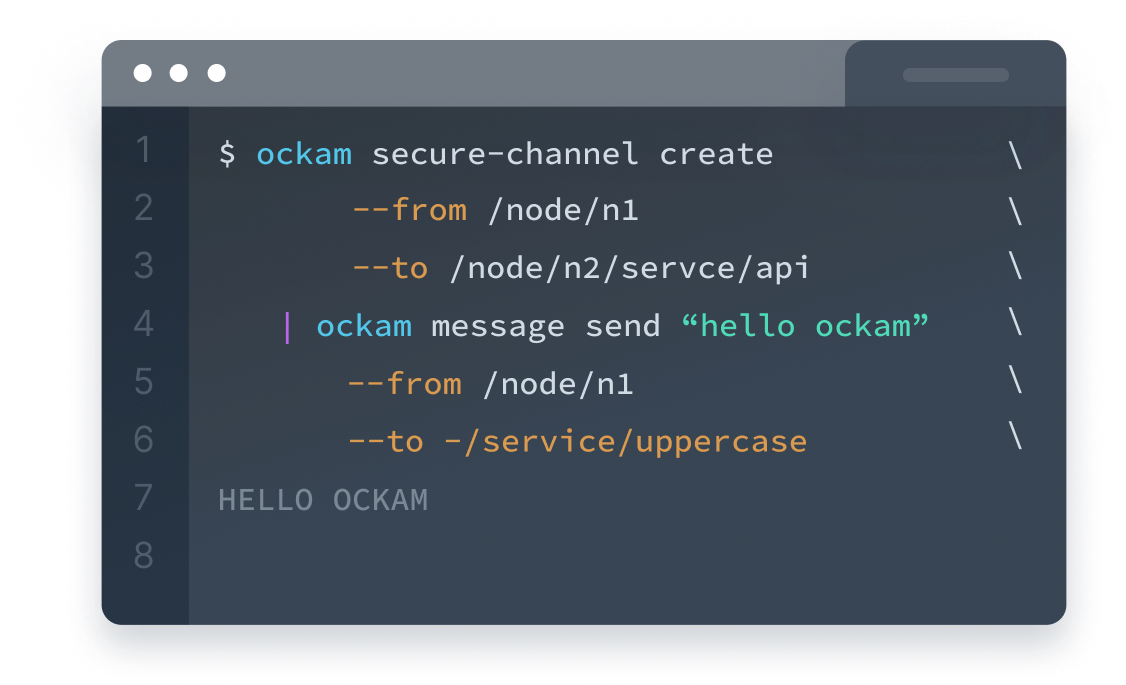 1 $ ockam secure-channel create \
2 --from /node/n1 \
3 --to /node/n2/servce/api \
4 | ockam message send “hello ockam” \
5 --from /node/n1 \
6 --to -/service/uppercase \
7 HELLO OCKAM
8